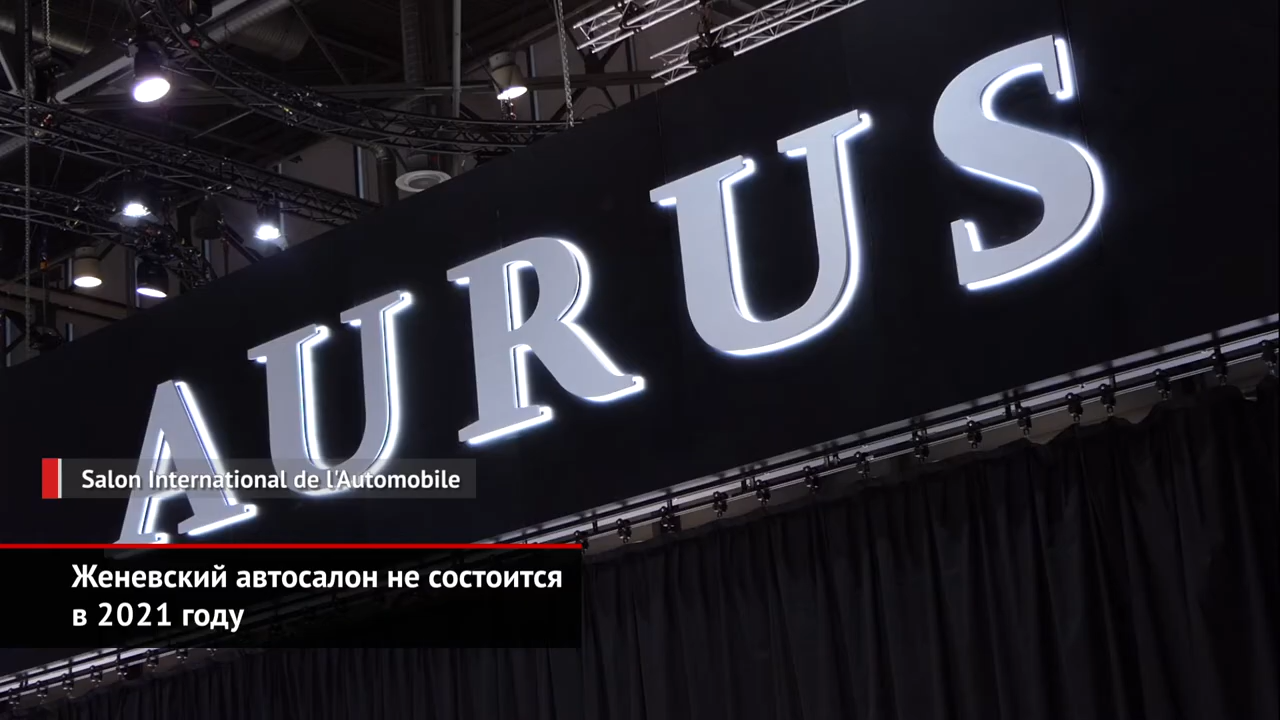 AURUS
Salon International de l'Automobile
Женевский автосалон не состоится
в 2021 году